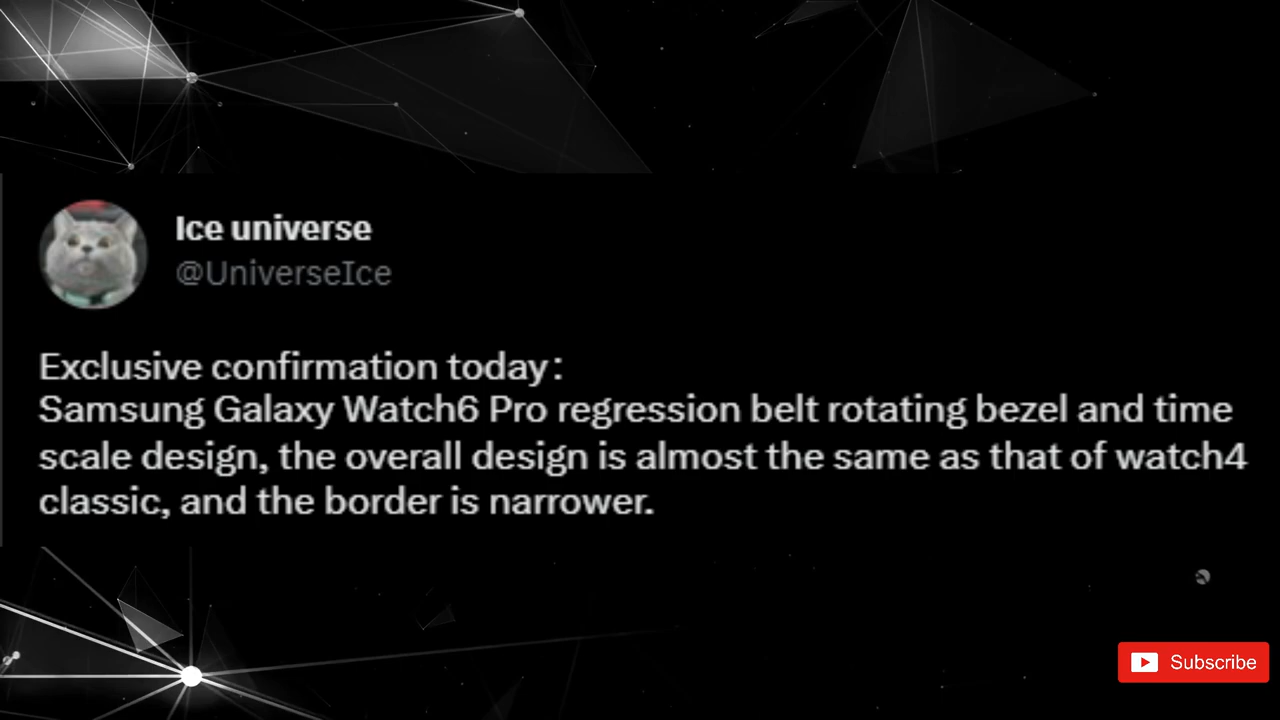 Ice universe
@UniverseIce
Exclusive confirmation today：
Samsung Galaxy Watch6 Pro regression belt rotating bezel and time
scale design, the overall design is almost the same as that of watch4
classic, and the border is narrower.
Subscribe